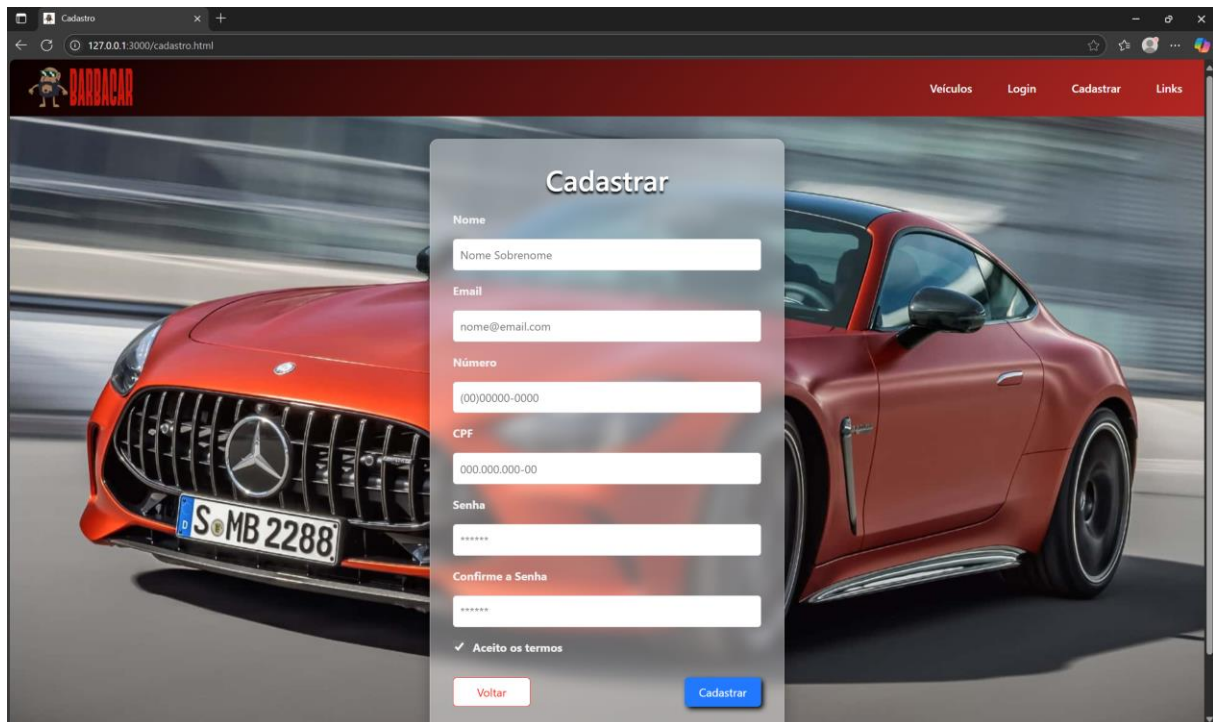 Cadastro
127.0.0.1:3000/cadastro.html
BARBACAR
Veículos Login Cadastrar Links
Cadastrar
Nome
Nome Sobrenome
Email
nome@email.com
Número
(00)00000-0000
CPF
000.000.000-00
Senha
******
Confirme a Senha
******
Aceito os termos
Voltar Cadastrar
D S MB 2288